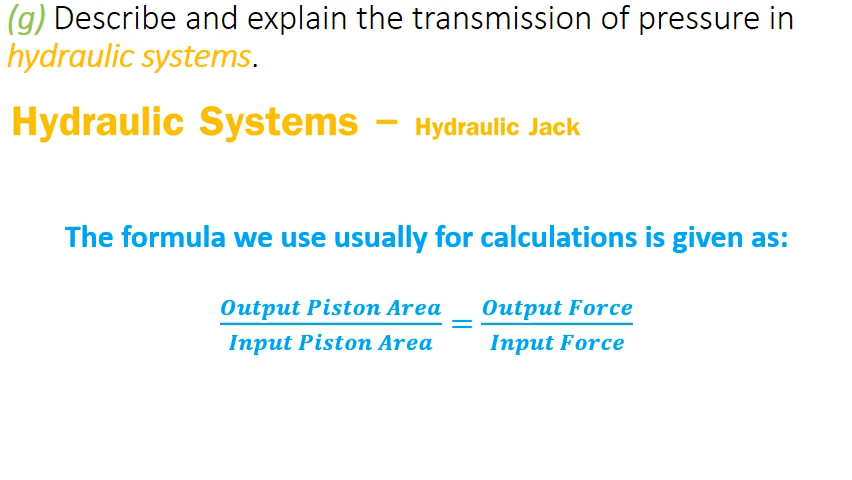 (g) Describe and explain the transmission of pressure in
hydraulic systems.
Hydraulic Systems – Hydraulic Jack
The formula we use usually for calculations is given as:
Output Piston Area / Input Piston Area = Output Force / Input Force